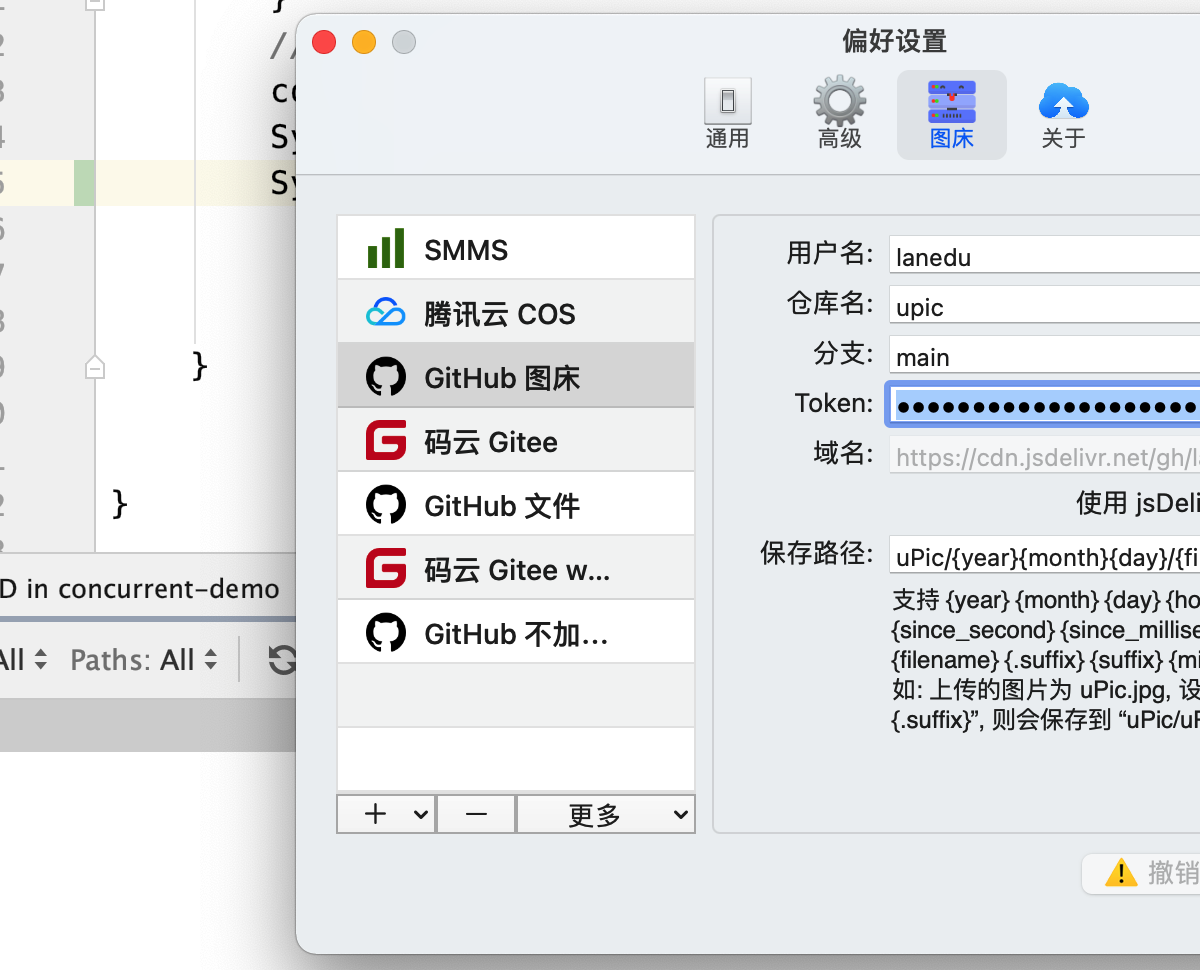 }
//
偏好设置
通用
高级
图床
关于
SMMS
腾讯云 COS
GitHub 图床
码云 Gitee
GitHub 文件
码云 Gitee w...
GitHub 不加...
更多
用户名:
lanedu
仓库名:
upic
分支:
main
Token:
域名:
https://cdn.jsdelivr.net/gh/l
使用 jsDeli
保存路径:
uPic/{year}{month}{day}/{fi
支持 {year} {month} {day} {ho
{since_second} {since_millise
{filename} {.suffix} {suffix} {mi
如: 上传的图片为 uPic.jpg, 设
{.suffix}”, 则会保存到 “uPic/uP
撤销
}
}
D in concurrent-demo
All
Paths: All